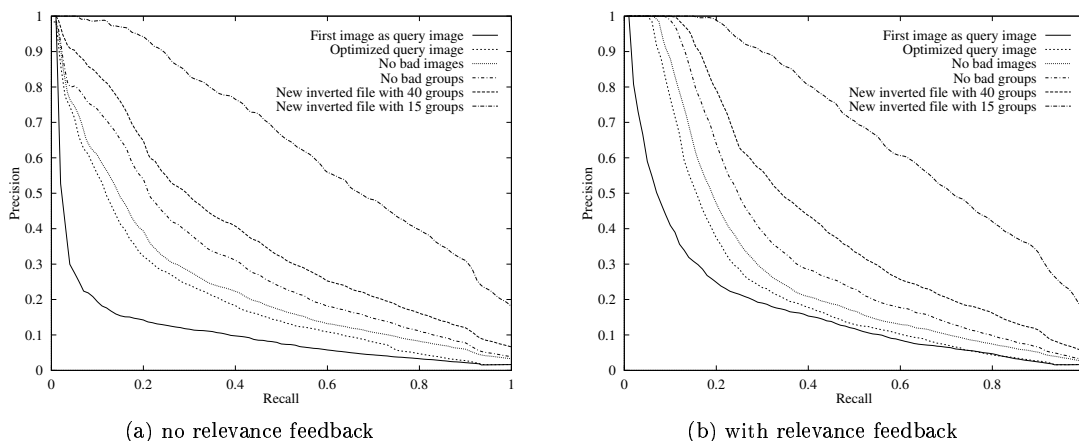 1
0.9
0.8
0.7
0.6
0.5
0.4
0.3
0.2
0.1
0
Precision
First image as query image
Optimized query image
No bad images
No bad groups
New inverted file with 40 groups
New inverted file with 15 groups
0 0.2 0.4 0.6 0.8 1
Recall
(a) no relevance feedback
1
0.9
0.8
0.7
0.6
0.5
0.4
0.3
0.2
0.1
0
Precision
First image as query image
Optimized query image
No bad images
No bad groups
New inverted file with 40 groups
New inverted file with 15 groups
0 0.2 0.4 0.6 0.8
Recall
(b) with relevance feedback